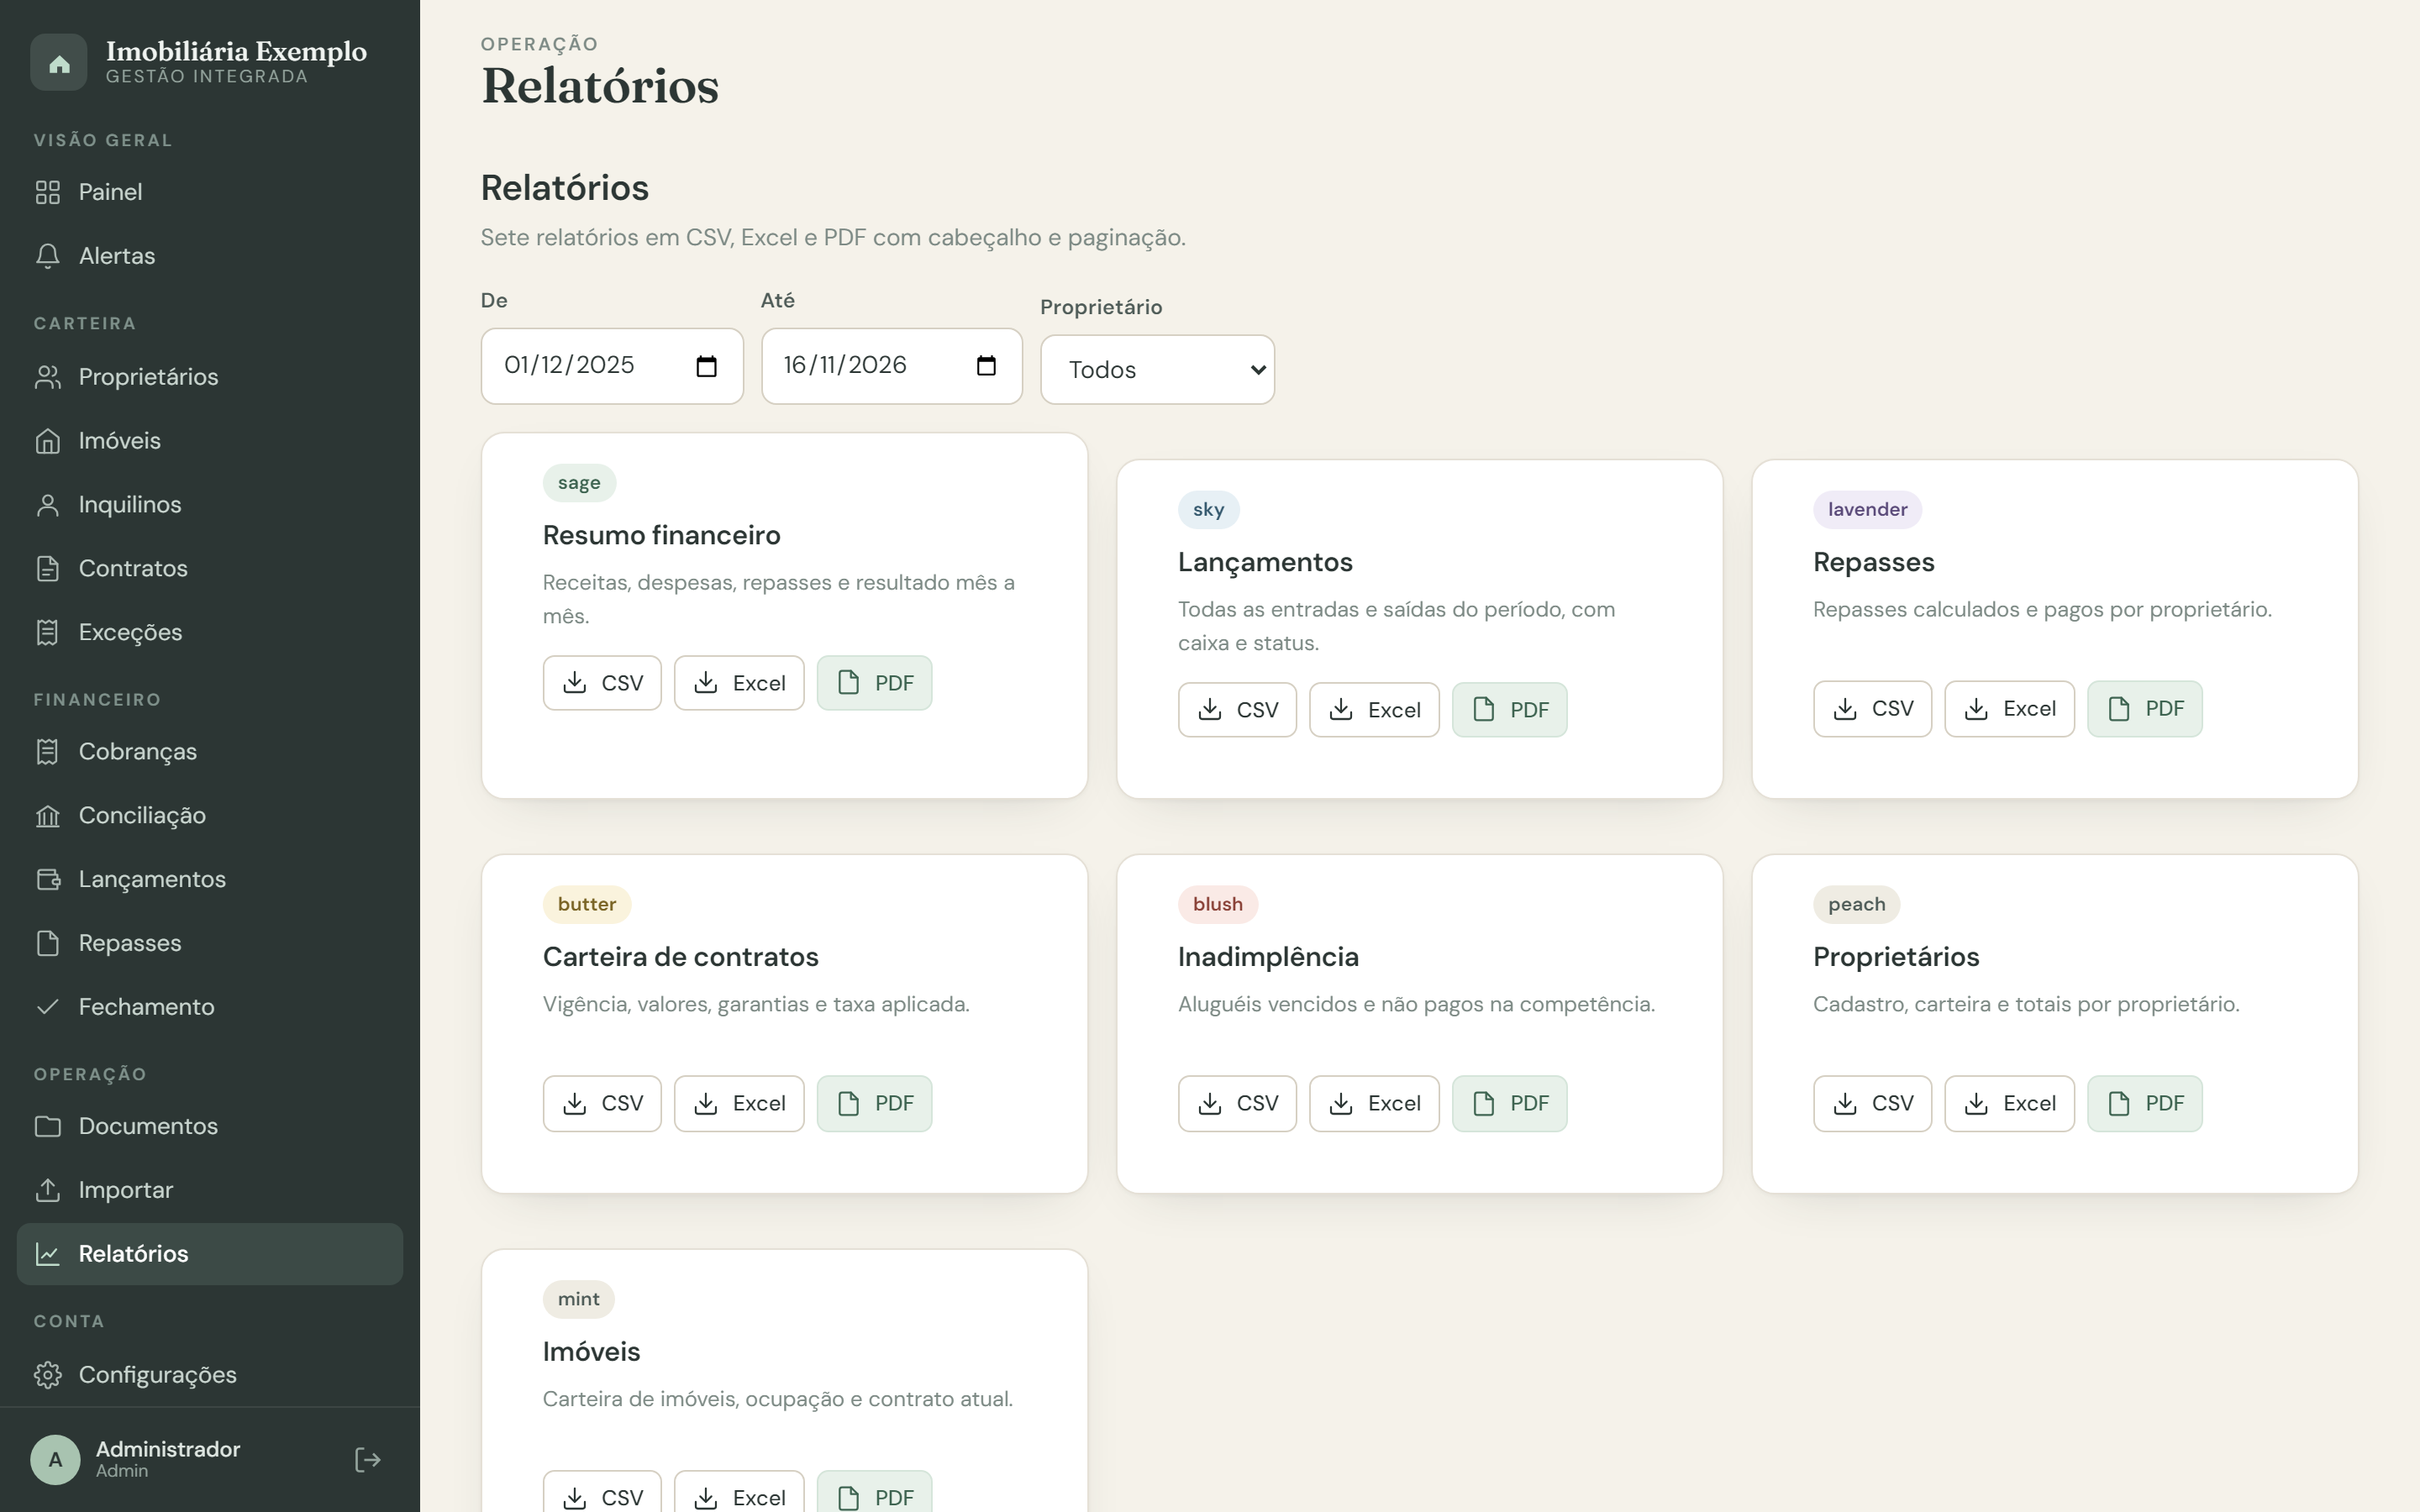 Imobiliária Exemplo
GESTÃO INTEGRADA
VISÃO GERAL
Painel
Alertas
CARTEIRA
Proprietários
Imóveis
Inquilinos
Contratos
Exceções
FINANCEIRO
Cobranças
Conciliação
Lançamentos
Repasses
Fechamento
OPERAÇÃO
Documentos
Importar
Relatórios
CONTA
Configurações
A
Administrador
Admin
OPERAÇÃO
Relatórios
Relatórios
Sete relatórios em CSV, Excel e PDF com cabeçalho e paginação.
De
01/12/2025
Até
16/11/2026
Proprietário
Todos
sage
Resumo financeiro
Receitas, despesas, repasses e resultado mês a
mês.
CSV Excel PDF
sky
Lançamentos
Todas as entradas e saídas do período, com
caixa e status.
CSV Excel PDF
lavender
Repasses
Repasses calculados e pagos por proprietário.
CSV Excel PDF
butter
Carteira de contratos
Vigência, valores, garantias e taxa aplicada.
CSV Excel PDF
blush
Inadimplência
Aluguéis vencidos e não pagos na competência.
CSV Excel PDF
peach
Proprietários
Cadastro, carteira e totais por proprietário.
CSV Excel PDF
mint
Imóveis
Carteira de imóveis, ocupação e contrato atual.
CSV Excel PDF